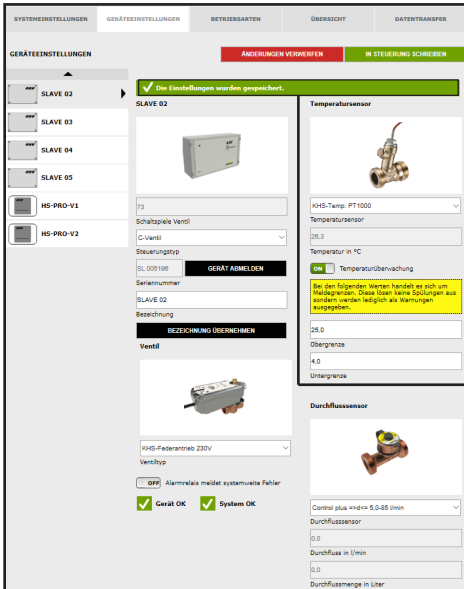 SYSTEMEINSTELLUNGEN
GERÄTEEINSTELLUNGEN
BETRIEBSARTEN
ÜBERSICHT
DATENTRANSFER
GERÄTEEINSTELLUNGEN
ÄNDERUNGEN VERWERFEN
IN STEUERUNG SCHREIBEN
SLAVE 02
SLAVE 03
SLAVE 04
SLAVE 05
HS-PRO-V1
HS-PRO-V2
Die Einstellungen wurden gespeichert.
SLAVE 02
73
Schaltspiele Ventil
C-Ventil
Steuerungstyp
SL 005196
GERÄT ABMELDEN
Seriennummer
SLAVE 02
Bezeichnung
BEZEICHNUNG ÜBERNEHMEN
Ventil
KHS-Federantrieb 230V
Ventiltyp
OFF
Alarmrelais meldet systemweite Fehler
Gerät OK
System OK
Temperatursensor
KHS-Temp. PT1000
Temperatursensor
26,3
Temperatur in °C
ON
Temperaturüberwachung
Bei den folgenden Werten handelt es sich um
Meldegrenzen. Diese lösen keine Spülungen aus
sondern werden lediglich als Warnungen
ausgegeben.
25,0
Obergrenze
4,0
Untergrenze
Durchflusssensor
Control plus =>d<= 5,0-85 l/min
Durchflusssensor
0,0
Durchfluss in l/min
0,0
Durchflussmenge in Liter